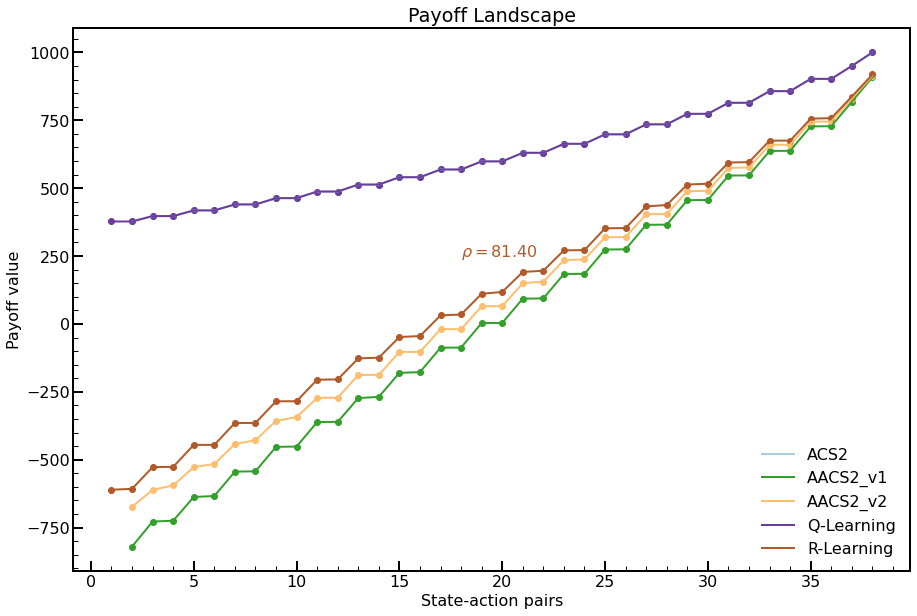 Payoff Landscape
Payoff value
1000
750
500
250
0
−250
−500
−750
ρ = 81.40
ACS2
AACS2_v1
AACS2_v2
Q-Learning
R-Learning
0 5 10 15 20 25 30 35
State-action pairs